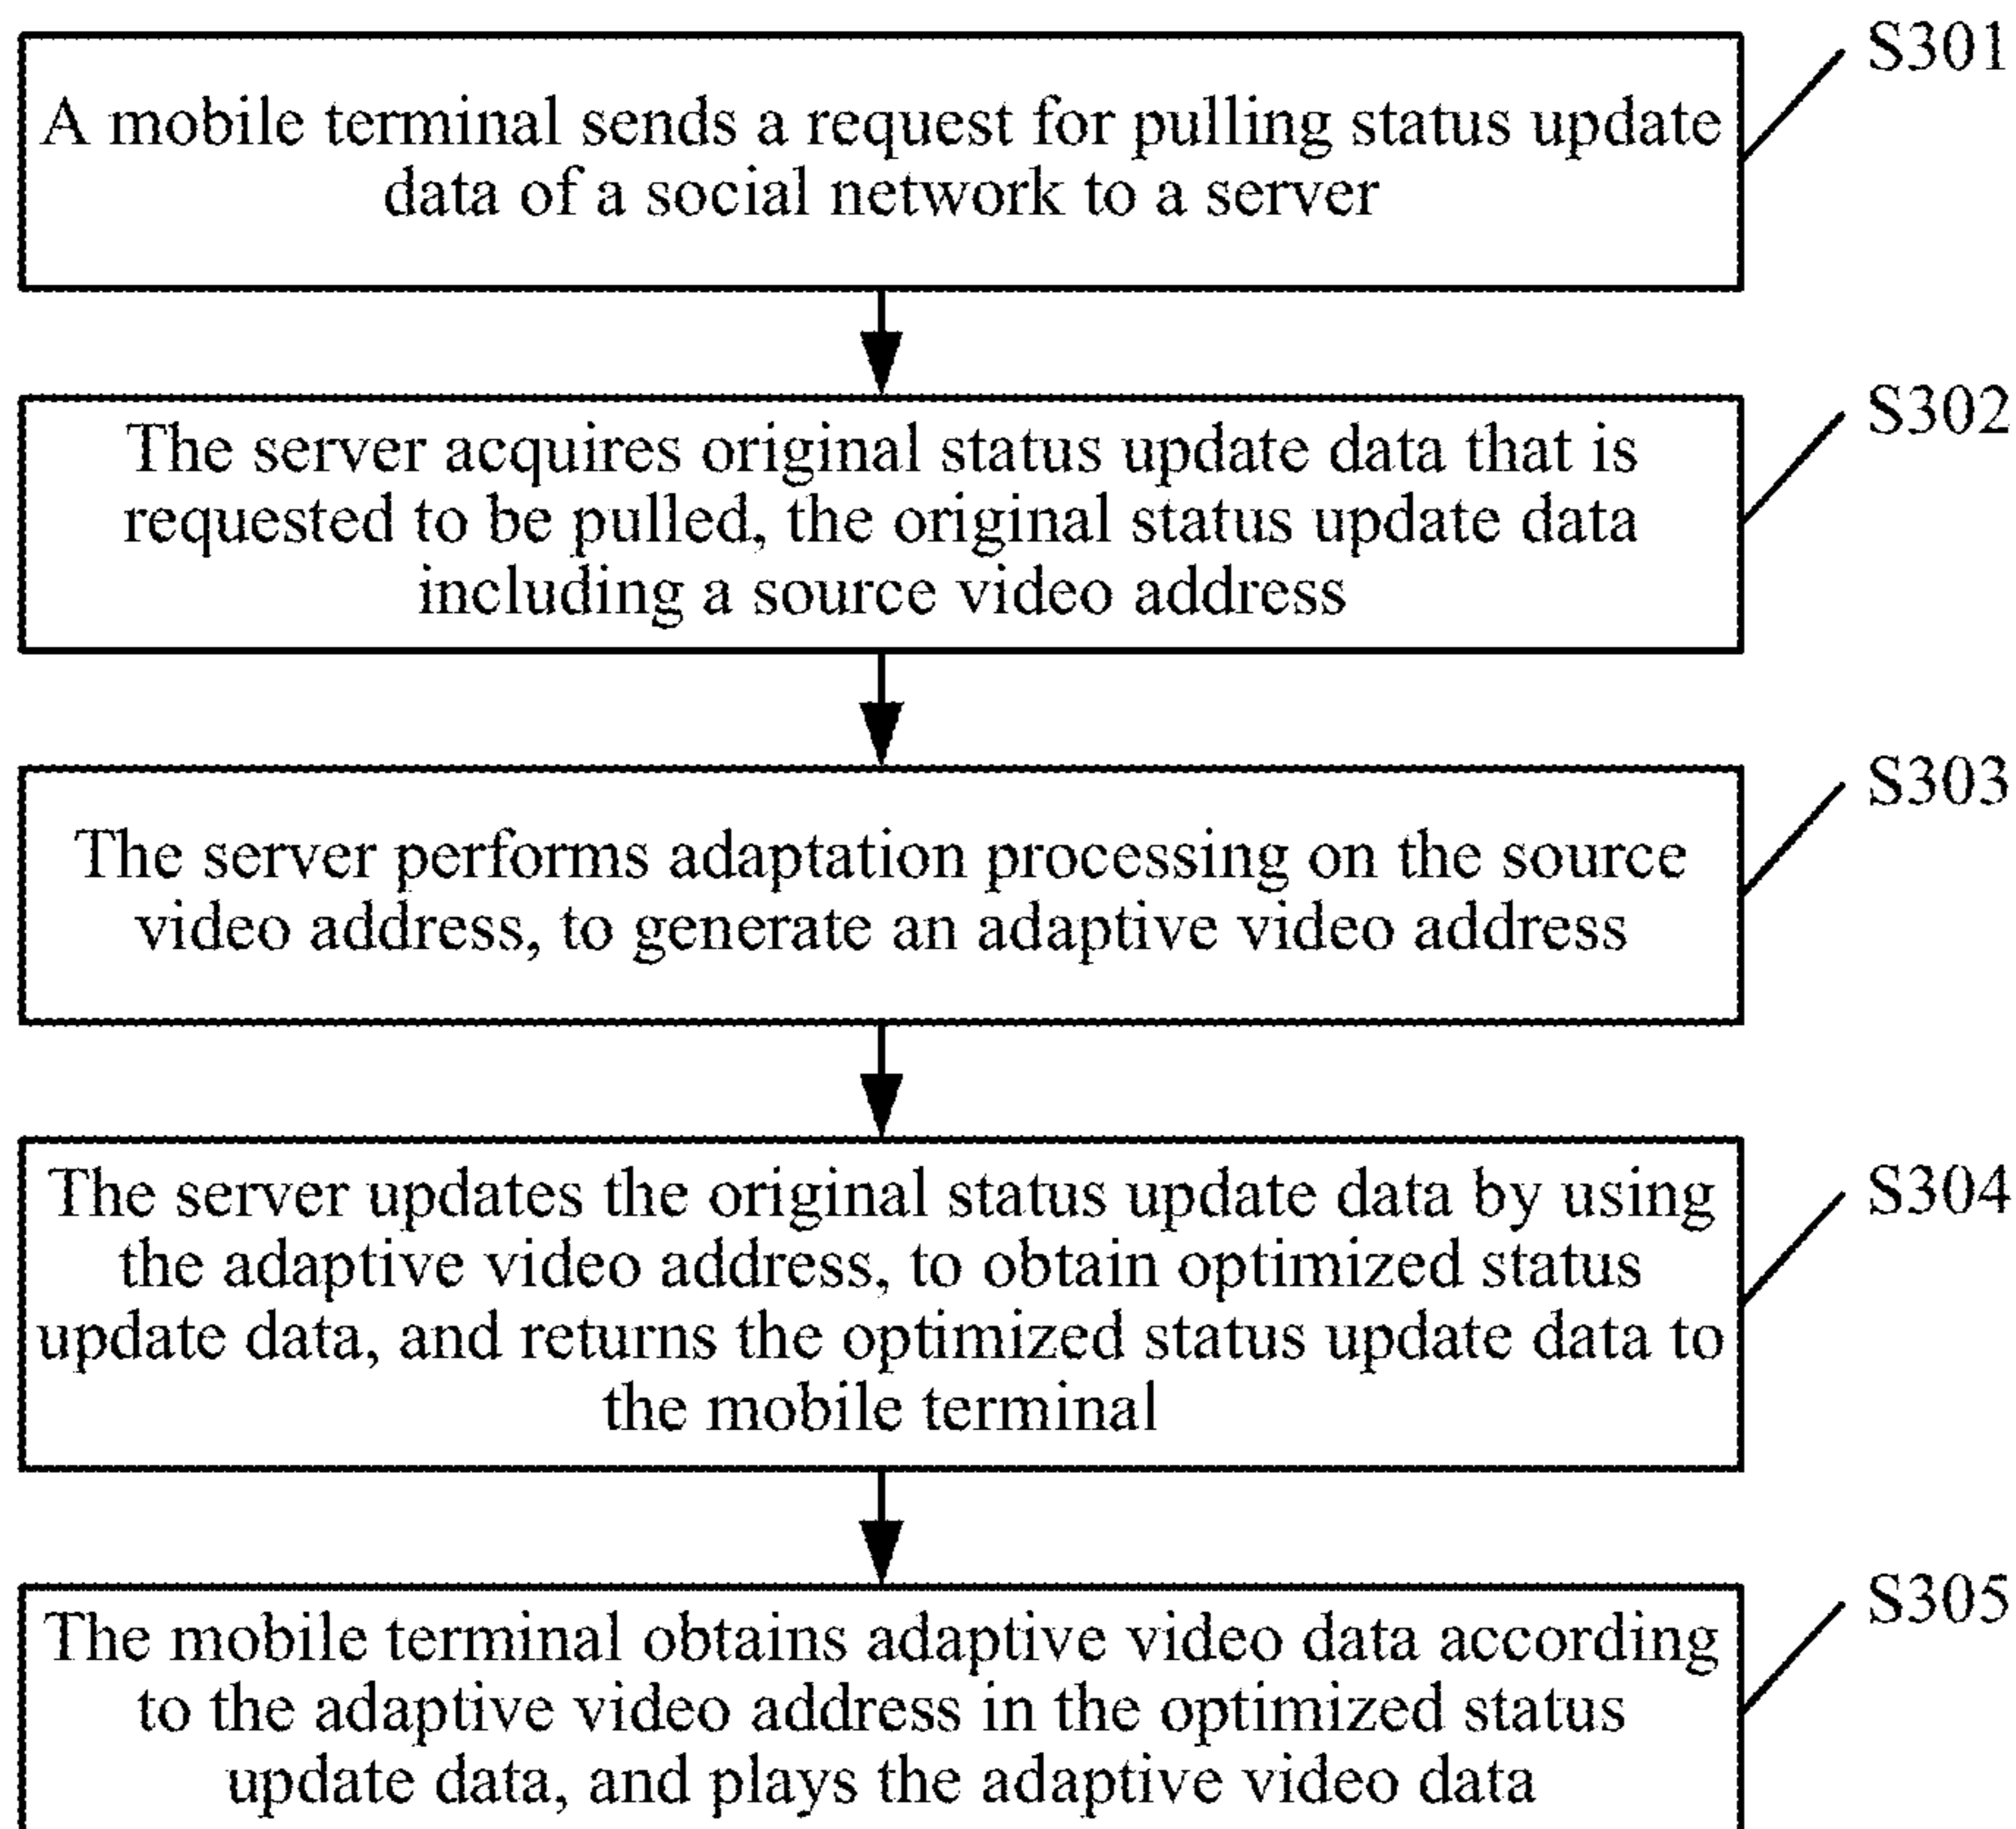 S301
A mobile terminal sends a request for pulling status update
data of a social network to a server
S302
The server acquires original status update data that is
requested to be pulled, the original status update data
including a source video address
S303
The server performs adaptation processing on the source
video address, to generate an adaptive video address
S304
The server updates the original status update data by using
the adaptive video address, to obtain optimized status
update data, and returns the optimized status update data to
the mobile terminal
S305
The mobile terminal obtains adaptive video data according
to the adaptive video address in the optimized status
update data, and plays the adaptive video data